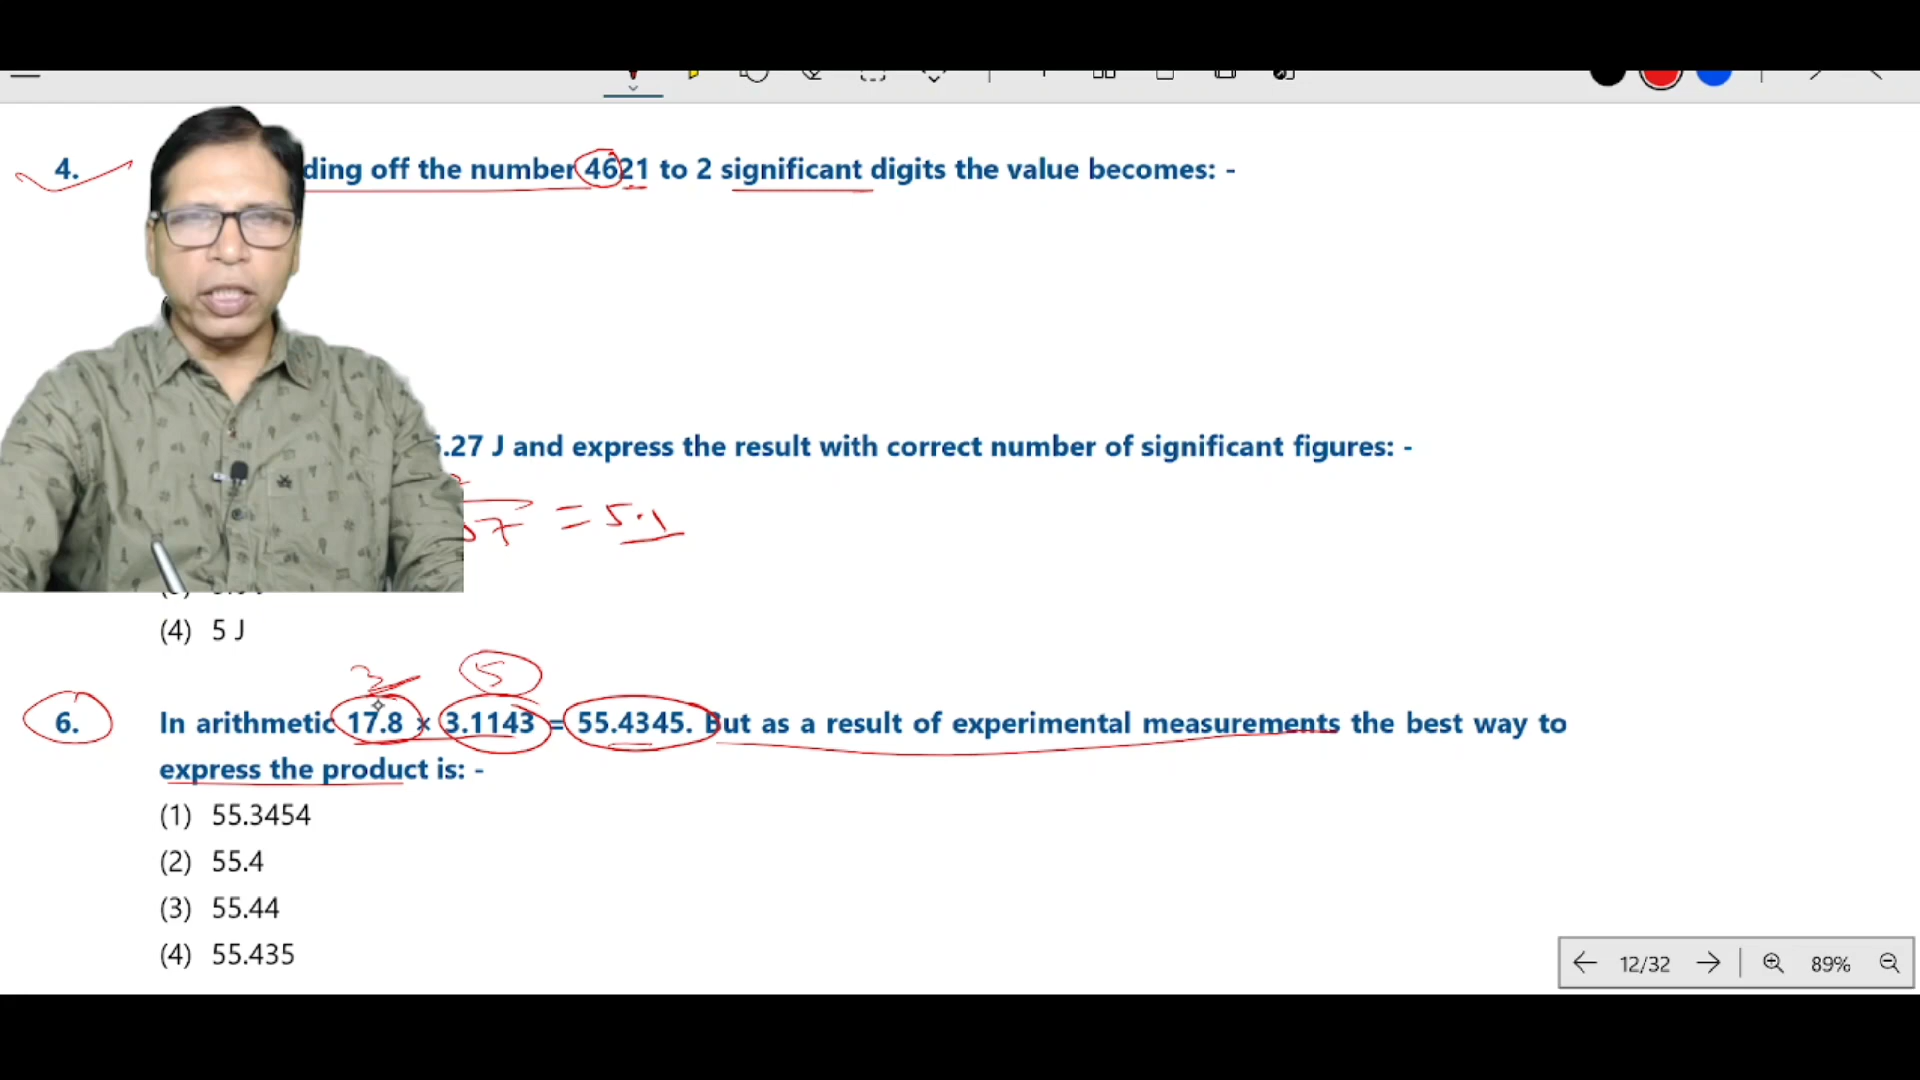 4. ding off the number 4621 to 2 significant digits the value becomes: -
.27 J and express the result with correct number of significant figures: -
7 = 5.1
(4) 5 J
3 5
6. In arithmetic 17.8 × 3.1143 = 55.4345. But as a result of experimental measurements the best way to
express the product is: -
(1) 55.3454
(2) 55.4
(3) 55.44
(4) 55.435
12/32 89%